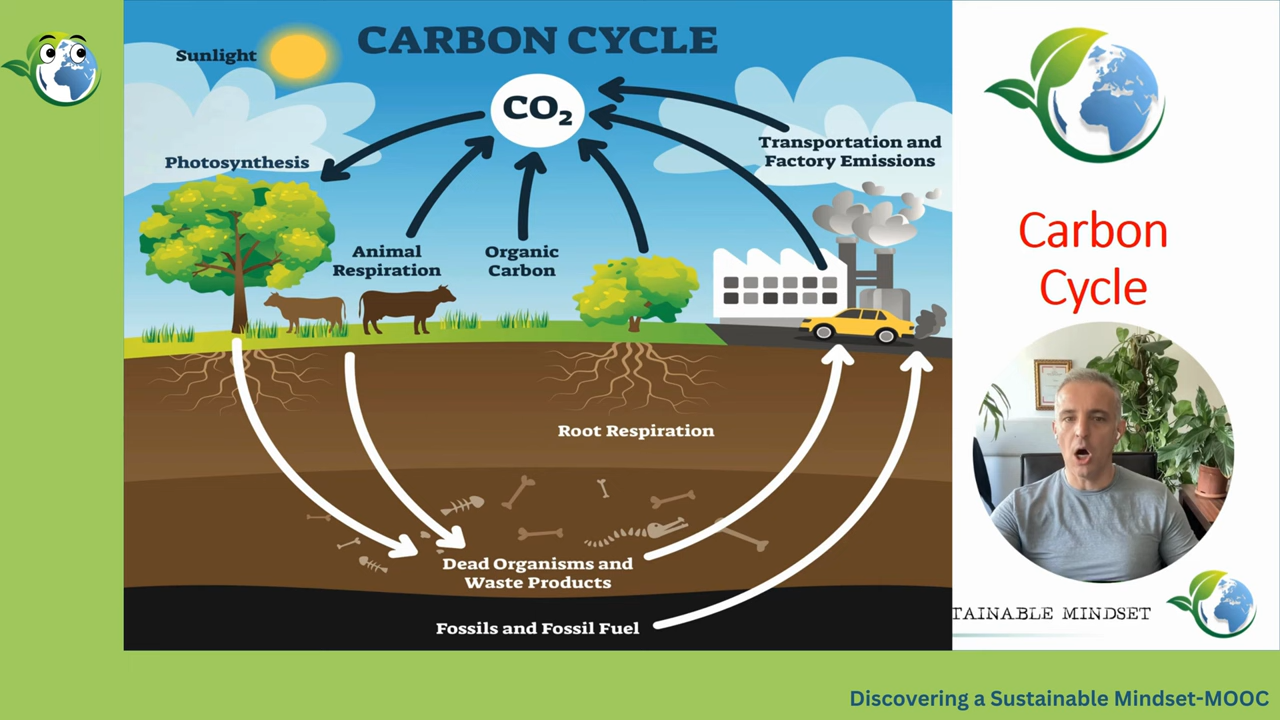 CARBON CYCLE
Sunlight
CO₂
Photosynthesis
Transportation and
Factory Emissions
Animal
Respiration
Organic
Carbon
Root Respiration
Dead Organisms and
Waste Products
Fossils and Fossil Fuel
Carbon
Cycle
TAINABLE MINDSET
Discovering a Sustainable Mindset-MOOC